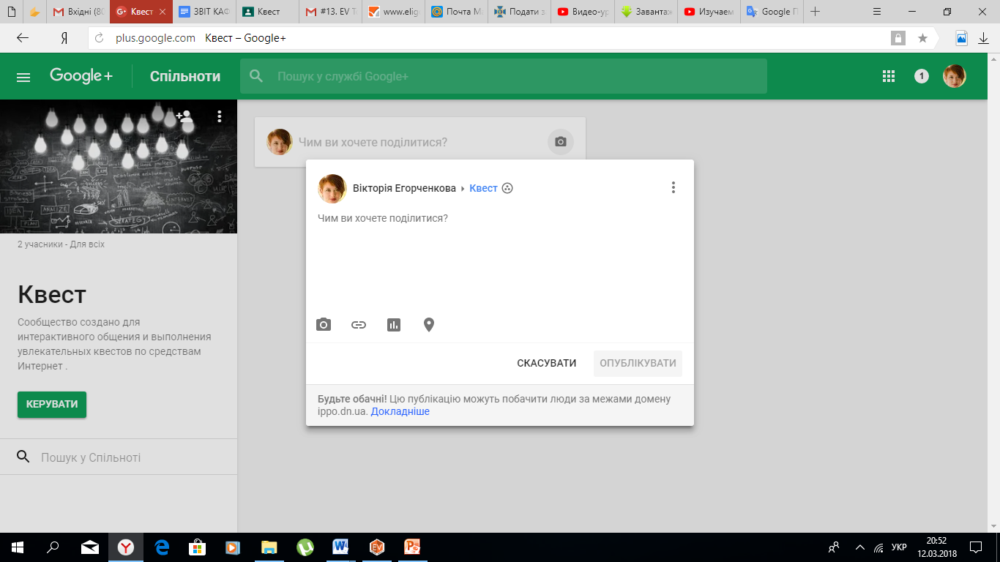 Вхідні (80
Квест
ЗВІТ КАФ
Квест
#13. EV Т
www.elig
Почта М
Подати з
Видео-ур
Завантаж
Изучаем
Google П
plus.google.com Квест – Google+
Google+ Спільноти
Пошук у службі Google+
1
Чим ви хочете поділитися?
Вікторія Егорченкова Квест
Чим ви хочете поділитися?
СКАСУВАТИ ОПУБЛІКУВАТИ
Будьте обачні! Цю публікацію можуть побачити люди за межами домену
ippo.dn.ua. Докладніше
2 учасники - Для всіх
Квест
Сообщество создано для
интерактивного общения и выполнения
увлекательных квестов по средствам
Интернет .
КЕРУВАТИ
Пошук у Спільноті
УКР
20:52
12.03.2018